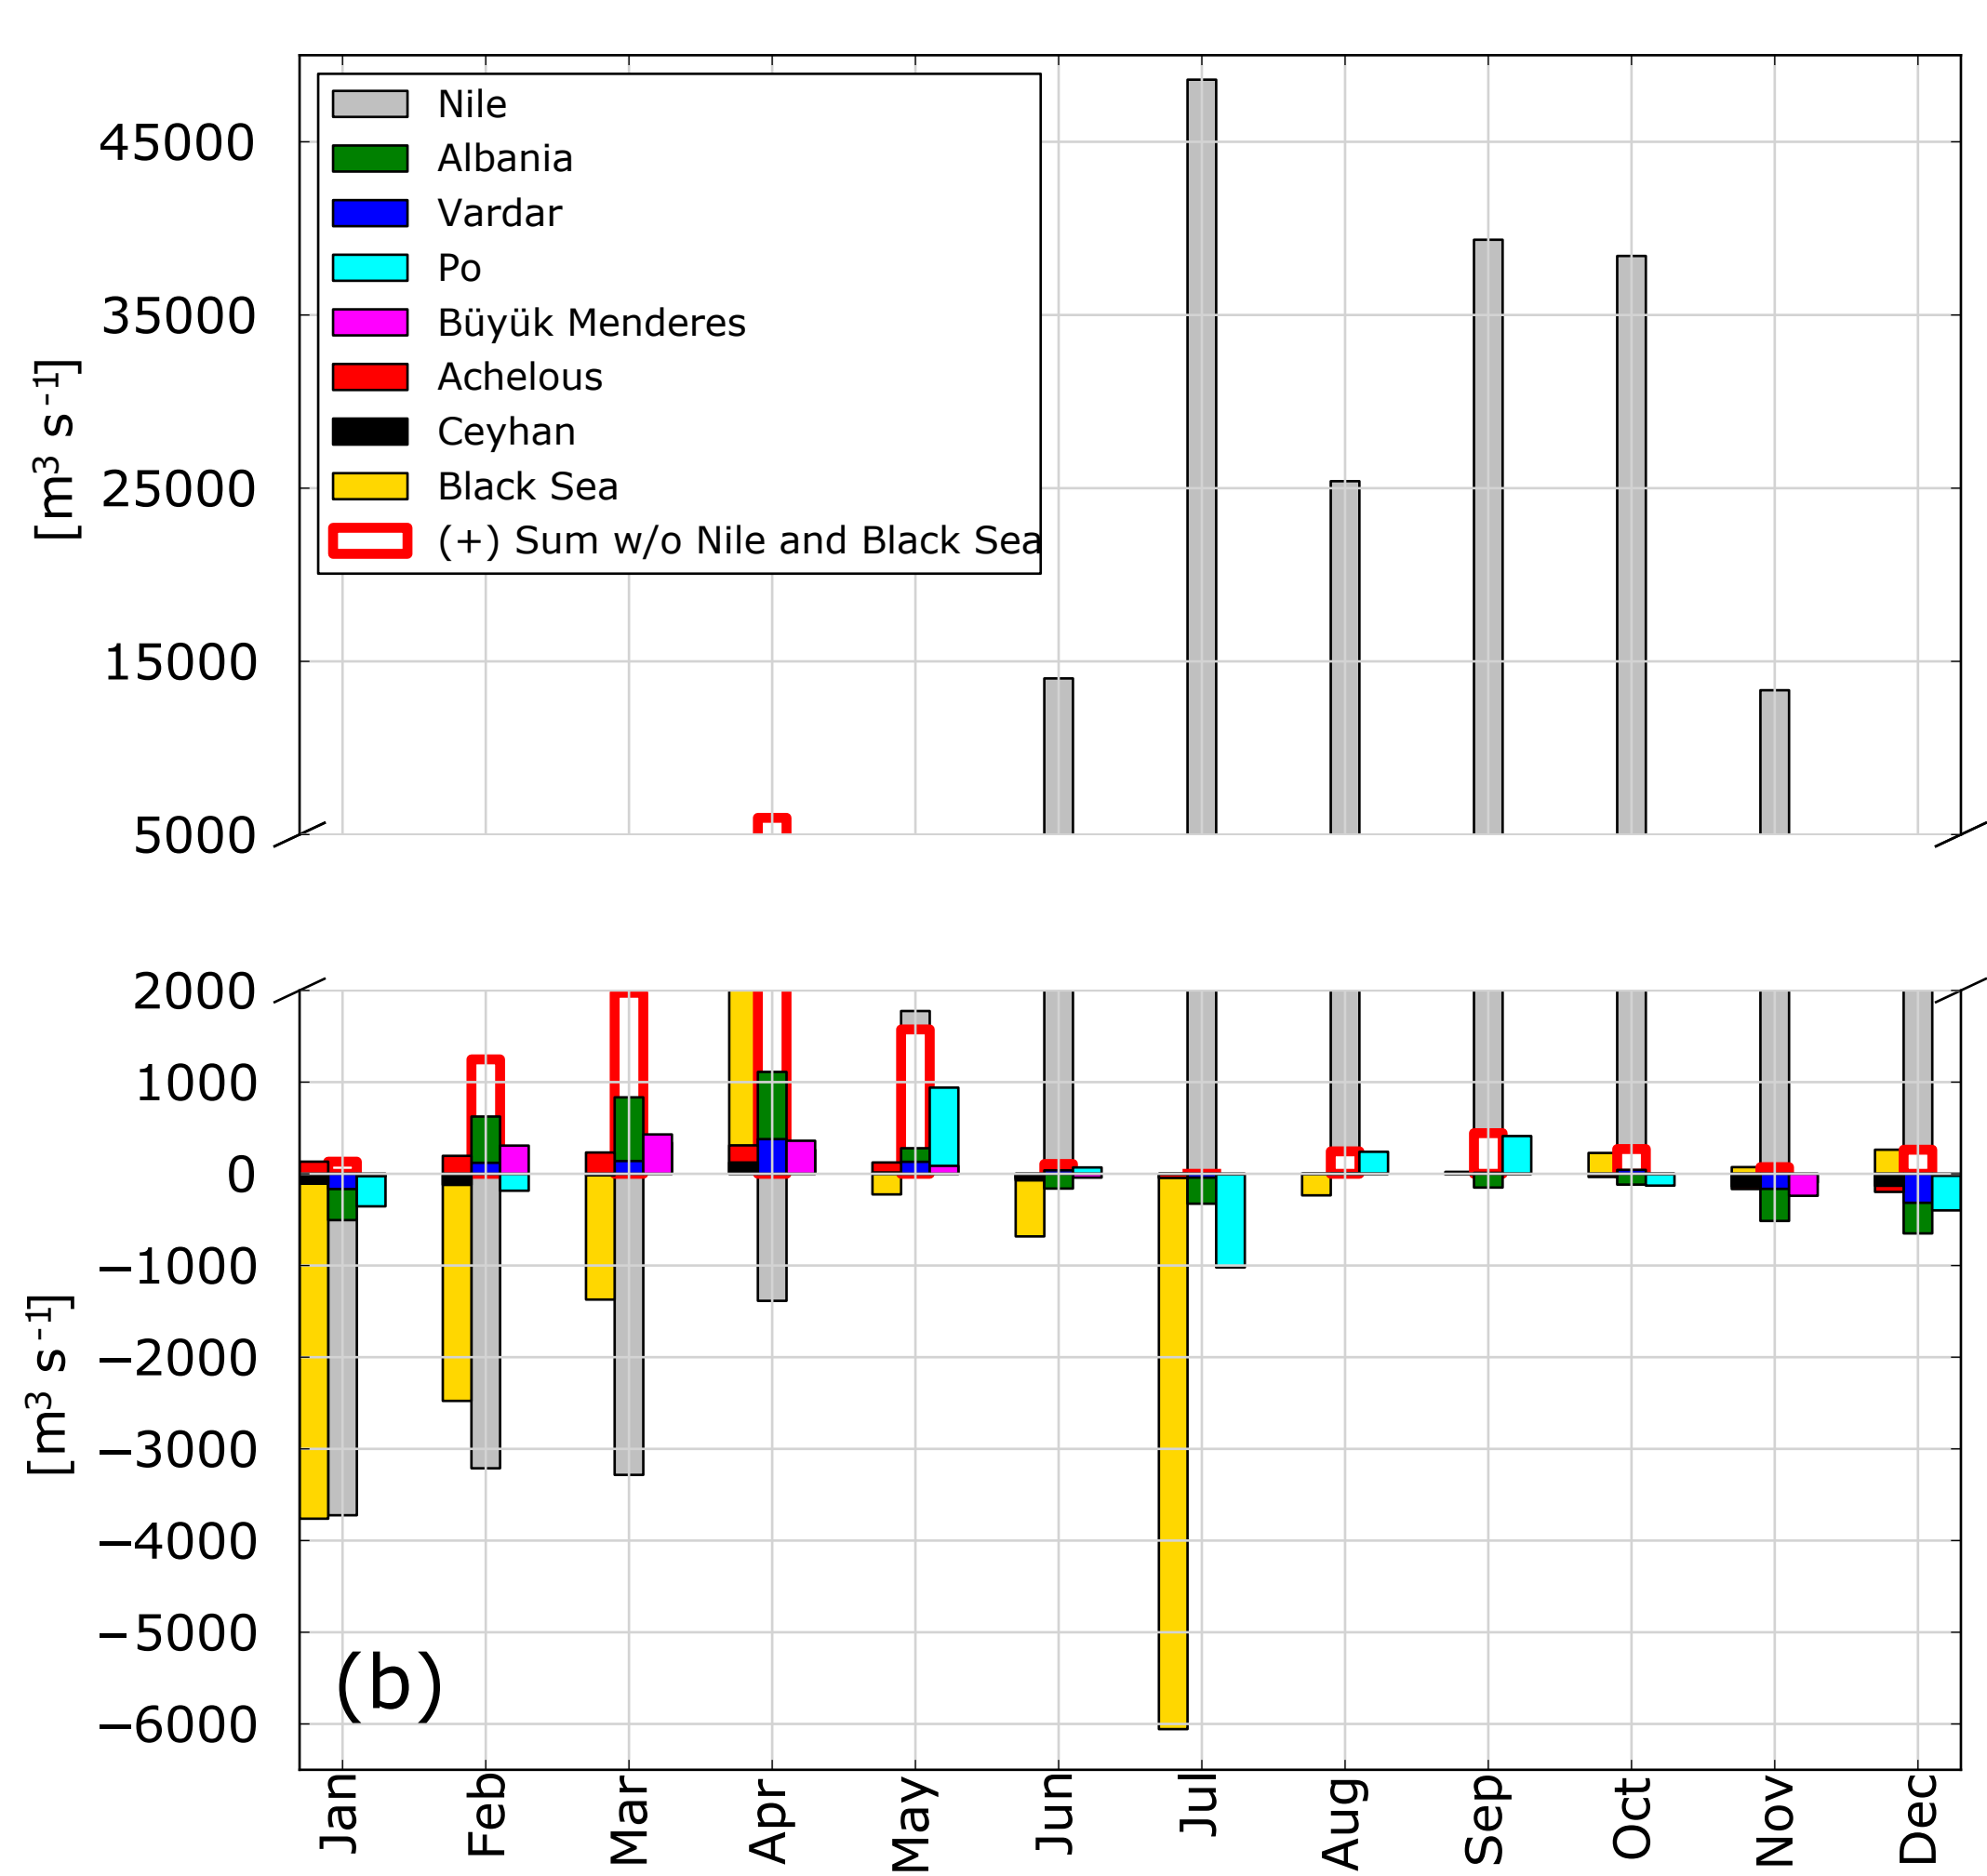 45000
35000
25000
15000
5000
[m³ s⁻¹]
Nile
Albania
Vardar
Po
Büyük Menderes
Achelous
Ceyhan
Black Sea
(+) Sum w/o Nile and Black Sea
2000
1000
0
−1000
−2000
−3000
−4000
−5000
−6000
[m³ s⁻¹]
(b)
Jan Feb Mar Apr May Jun Jul Aug Sep Oct Nov Dec